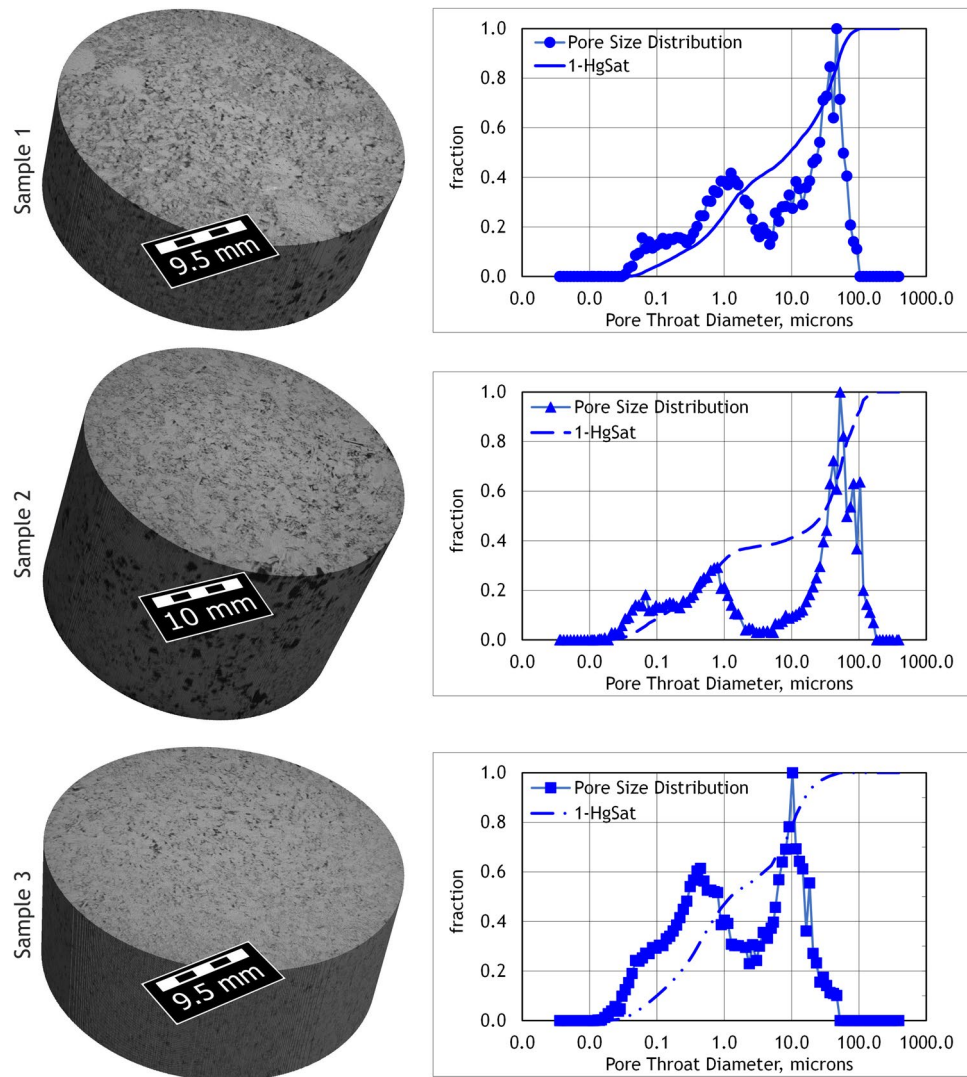 Sample 1
9.5 mm
Pore Size Distribution
1-HgSat
fraction
1.0
0.8
0.6
0.4
0.2
0.0
0.0 0.0 0.1 1.0 10.0 100.0 1000.0
Pore Throat Diameter, microns
Sample 2
10 mm
Pore Size Distribution
1-HgSat
fraction
1.0
0.8
0.6
0.4
0.2
0.0
0.0 0.0 0.1 1.0 10.0 100.0 1000.0
Pore Throat Diameter, microns
Sample 3
9.5 mm
Pore Size Distribution
1-HgSat
fraction
1.0
0.8
0.6
0.4
0.2
0.0
0.0 0.0 0.1 1.0 10.0 100.0 1000.0
Pore Throat Diameter, microns